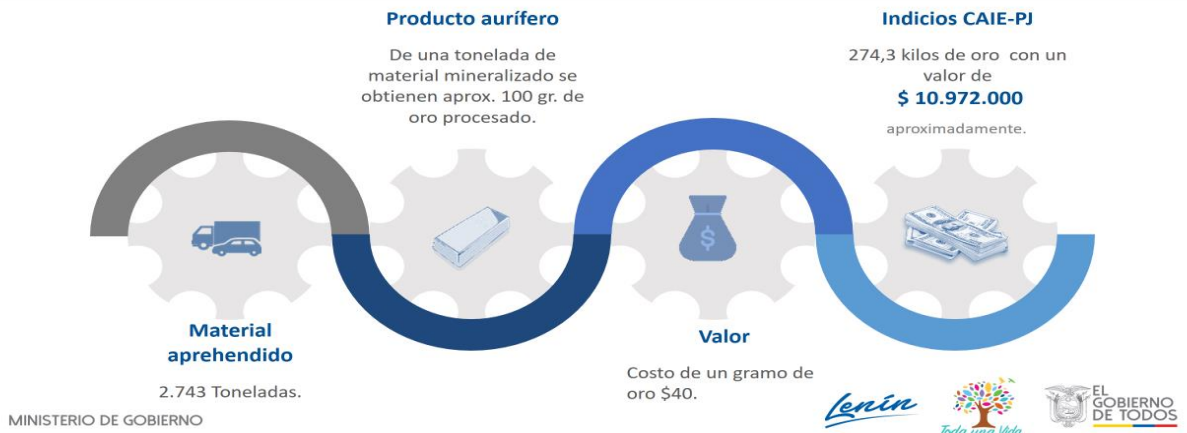 Producto aurífero
De una tonelada de
material mineralizado se
obtienen aprox. 100 gr. de
oro procesado.
Indicios CAIE-PJ
274,3 kilos de oro con un
valor de
$ 10.972.000
aproximadamente.
$
Material
aprehendido
2.743 Toneladas.
Valor
Costo de un gramo de
oro $40.
MINISTERIO DE GOBIERNO
Lenín
Toda una Vida
EL
GOBIERNO
DE TODOS